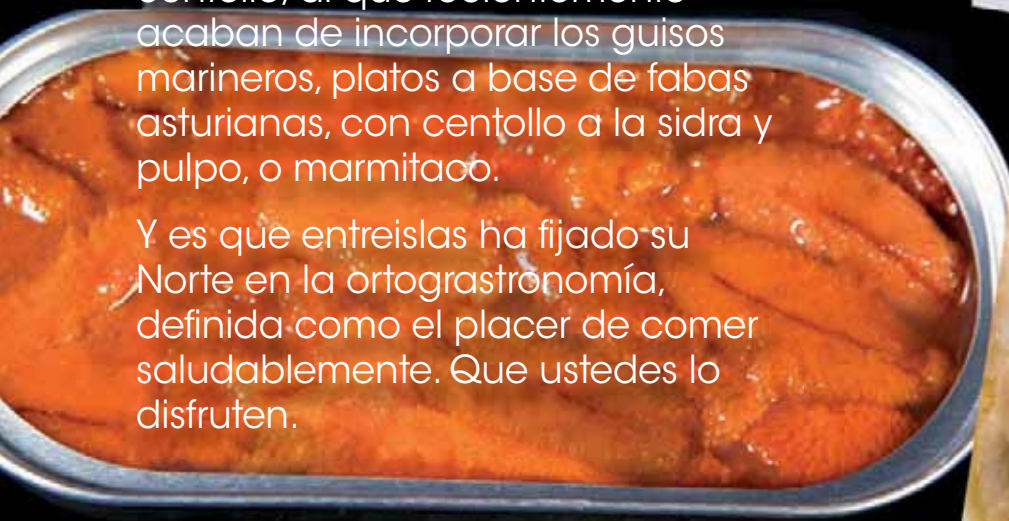 acaban de incorporar los guisos
marineros, platos a base de fabas
asturianas, con centollo a la sidra y
pulpo, o marmitaco.
Y es que entreislas ha fijado su
Norte en la ortograstronomía,
definida como el placer de comer
saludablemente. Que ustedes lo
disfruten.